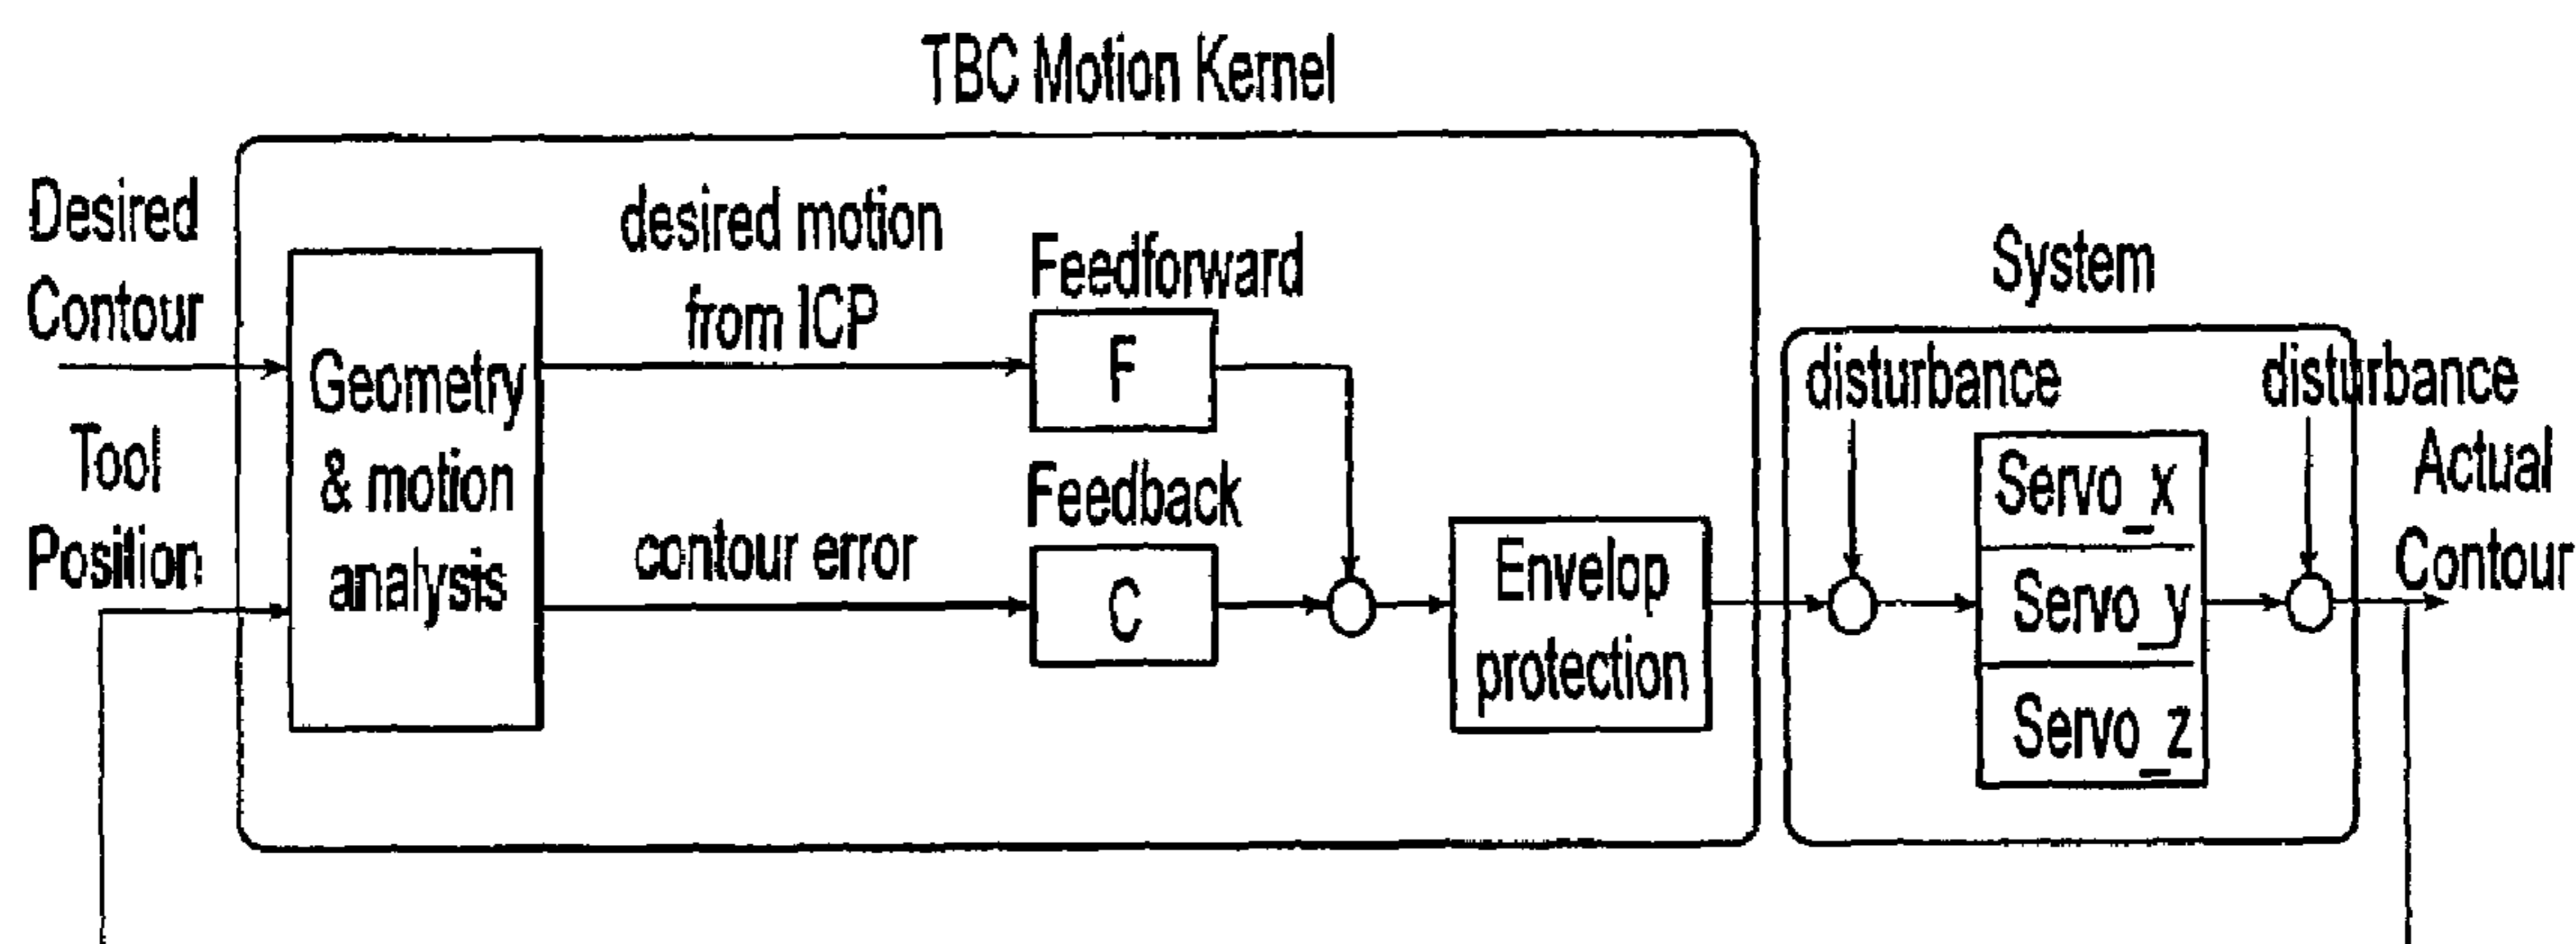 TBC Motion Kernel
Desired
Contour
Tool
Position
Geometry
& motion
analysis
desired motion
from ICP
contour error
Feedforward
F
Feedback
C
Envelop
protection
System
disturbance
disturbance
Servo_x
Servo_y
Servo_z
Actual
Contour